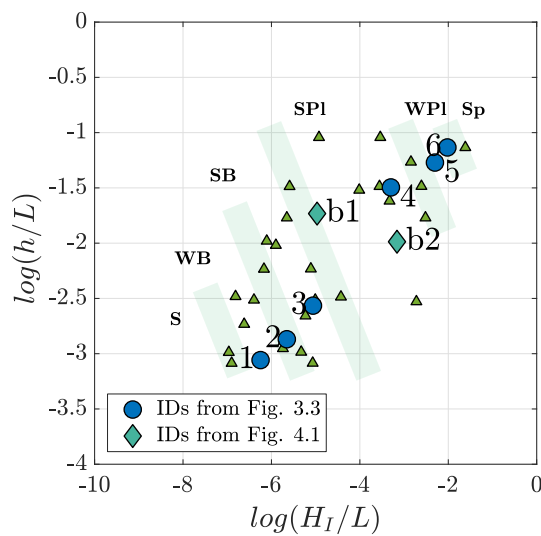 0
-0.5
-1
-1.5
-2
-2.5
-3
-3.5
-4
log(h/L)
SPl
WPl
Sp
SB
WB
S
6
5
4
b1
b2
3
2
1
IDs from Fig. 3.3
IDs from Fig. 4.1
-10 -8 -6 -4 -2 0
log(H_I/L)